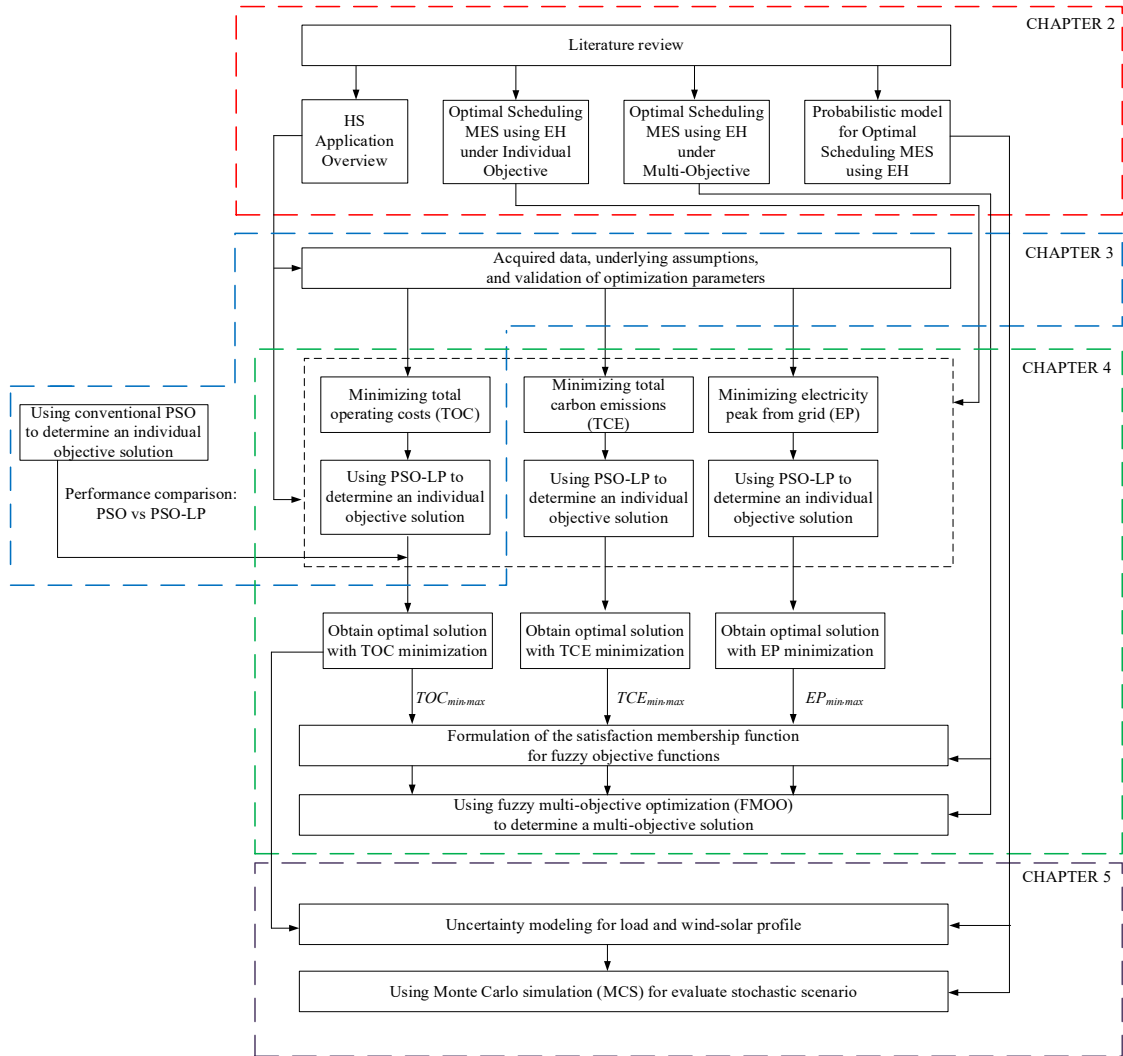 CHAPTER 2
Literature review
HS
Application
Overview
Optimal Scheduling
MES using EH
under Individual
Objective
Optimal Scheduling
MES using EH
under
Multi-Objective
Probabilistic model
for Optimal
Scheduling MES
using EH
CHAPTER 3
Acquired data, underlying assumptions,
and validation of optimization parameters
CHAPTER 4
Using conventional PSO
to determine an individual
objective solution
Performance comparison:
PSO vs PSO-LP
Minimizing total
operating costs (TOC)
Minimizing total
carbon emissions
(TCE)
Minimizing electricity
peak from grid (EP)
Using PSO-LP to
determine an individual
objective solution
Using PSO-LP to
determine an individual
objective solution
Using PSO-LP to
determine an individual
objective solution
Obtain optimal solution
with TOC minimization
Obtain optimal solution
with TCE minimization
Obtain optimal solution
with EP minimization
TOCmin-max
TCEmin-max
EPmin-max
Formulation of the satisfaction membership function
for fuzzy objective functions
Using fuzzy multi-objective optimization (FMOO)
to determine a multi-objective solution
CHAPTER 5
Uncertainty modeling for load and wind-solar profile
Using Monte Carlo simulation (MCS) for evaluate stochastic scenario